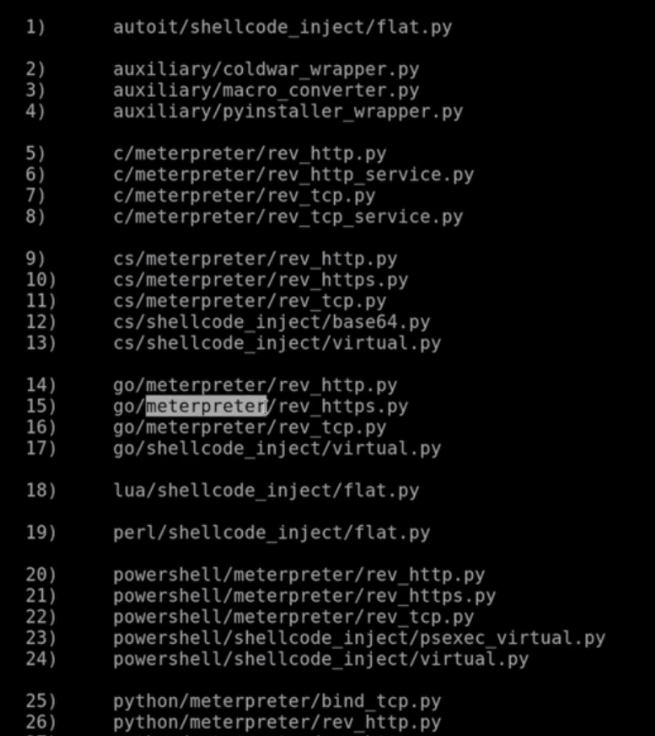 1) autoit/shellcode_inject/flat.py
2) auxiliary/coldwar_wrapper.py
3) auxiliary/macro_converter.py
4) auxiliary/pyinstaller_wrapper.py
5) c/meterpreter/rev_http.py
6) c/meterpreter/rev_http_service.py
7) c/meterpreter/rev_tcp.py
8) c/meterpreter/rev_tcp_service.py
9) cs/meterpreter/rev_http.py
10) cs/meterpreter/rev_https.py
11) cs/meterpreter/rev_tcp.py
12) cs/shellcode_inject/base64.py
13) cs/shellcode_inject/virtual.py
14) go/meterpreter/rev_http.py
15) go/meterpreter/rev_https.py
16) go/meterpreter/rev_tcp.py
17) go/shellcode_inject/virtual.py
18) lua/shellcode_inject/flat.py
19) perl/shellcode_inject/flat.py
20) powershell/meterpreter/rev_http.py
21) powershell/meterpreter/rev_https.py
22) powershell/meterpreter/rev_tcp.py
23) powershell/shellcode_inject/psexec_virtual.py
24) powershell/shellcode_inject/virtual.py
25) python/meterpreter/bind_tcp.py
26) python/meterpreter/rev_http.py